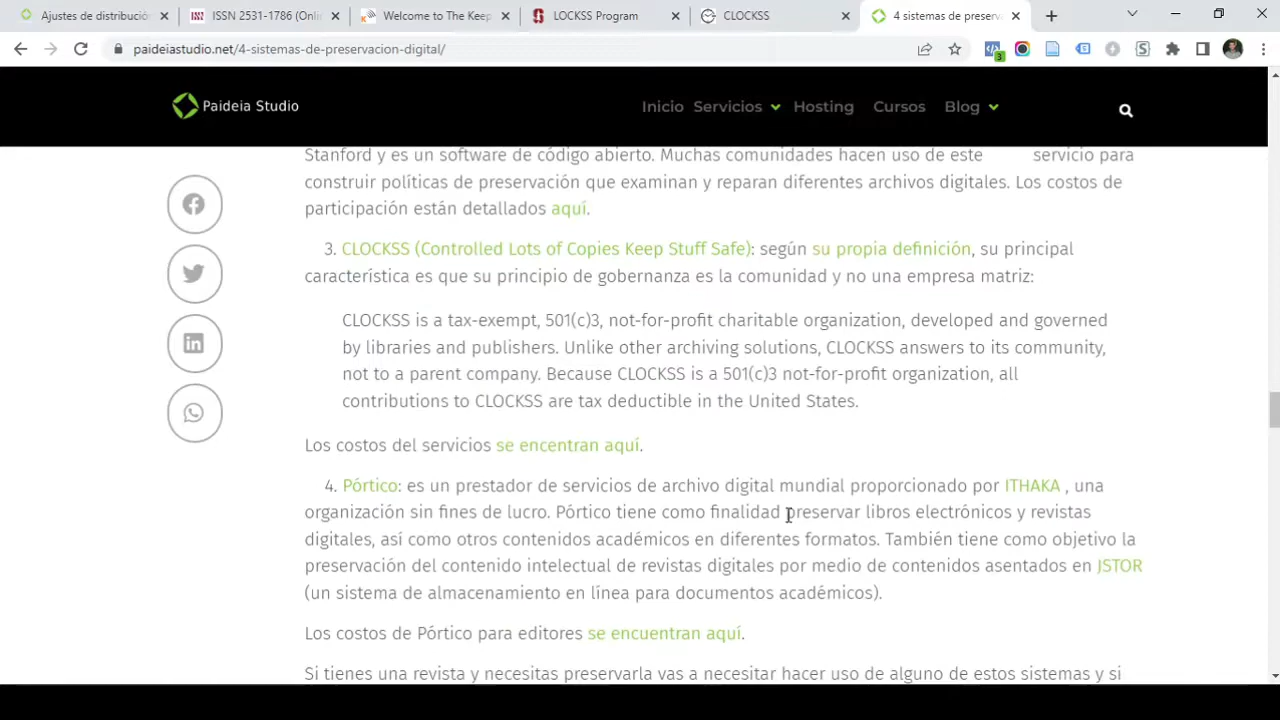 Ajustes de distribució
ISSN 2531-1786 (Onli
Welcome to The Keep
LOCKSS Program
CLOCKSS
4 sistemas de preserva
paideiastudio.net/4-sistemas-de-preservacion-digital/
3
Paideia Studio
Inicio Servicios Hosting Cursos Blog
Stanford y es un software de código abierto. Muchas comunidades hacen uso de este servicio para
construir políticas de preservación que examinan y reparan diferentes archivos digitales. Los costos de
participación están detallados aquí.
3. CLOCKSS (Controlled Lots of Copies Keep Stuff Safe): según su propia definición, su principal
característica es que su principio de gobernanza es la comunidad y no una empresa matriz:
CLOCKSS is a tax-exempt, 501(c)3, not-for-profit charitable organization, developed and governed
by libraries and publishers. Unlike other archiving solutions, CLOCKSS answers to its community,
not to a parent company. Because CLOCKSS is a 501(c)3 not-for-profit organization, all
contributions to CLOCKSS are tax deductible in the United States.
Los costos del servicios se encentran aquí.
4. Pórtico: es un prestador de servicios de archivo digital mundial proporcionado por ITHAKA , una
organización sin fines de lucro. Pórtico tiene como finalidad preservar libros electrónicos y revistas
digitales, así como otros contenidos académicos en diferentes formatos. También tiene como objetivo la
preservación del contenido intelectual de revistas digitales por medio de contenidos asentados en JSTOR
(un sistema de almacenamiento en línea para documentos académicos).
Los costos de Pórtico para editores se encuentran aquí.
Si tienes una revista y necesitas preservarla vas a necesitar hacer uso de alguno de estos sistemas y si